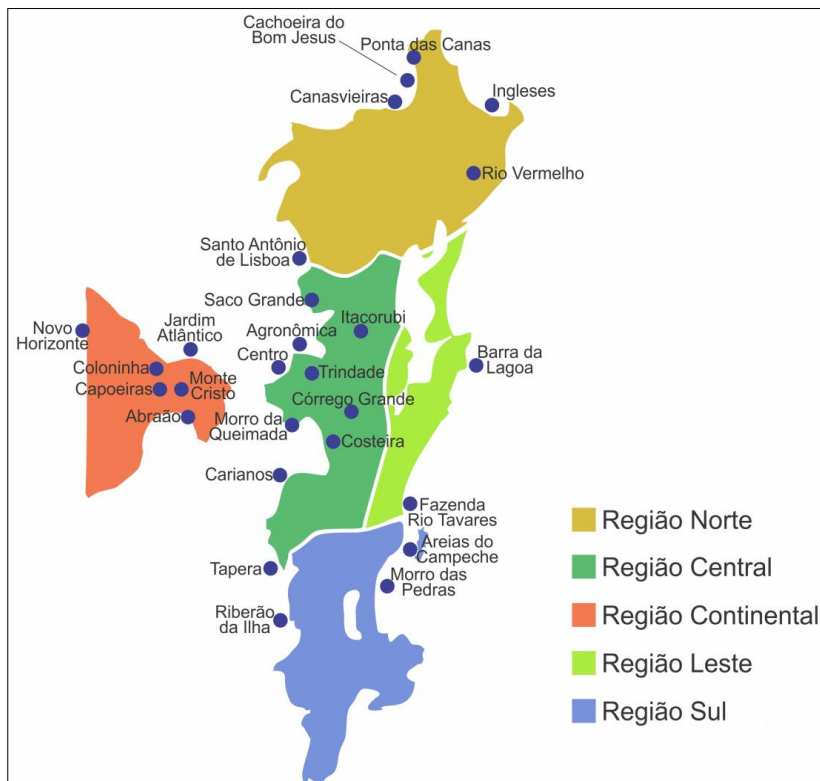 Cachoeira do
Bom Jesus
Ponta das Canas
Canasvieiras
Ingleses
Rio Vermelho
Santo Antônio
de Lisboa
Saco Grande
Itacorubi
Novo
Horizonte
Jardim
Atlântico
Agronômica
Centro
Coloninha
Trindade
Barra da
Lagoa
Capoeiras
Monte
Cristo
Córrego Grande
Abraão
Morro da
Queimada
Costeira
Carianos
Fazenda
Rio Tavares
Areias do
Campeche
Tapera
Morro das
Pedras
Riberão
da Ilha
Região Norte
Região Central
Região Continental
Região Leste
Região Sul